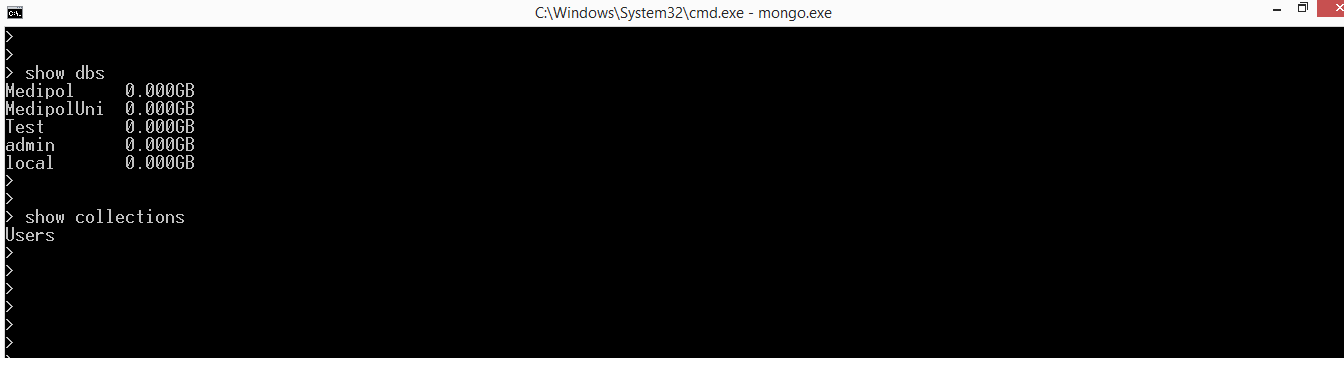 C:\Windows\System32\cmd.exe - mongo.exe
>
>
> show dbs
Medipol     0.000GB
MedipolUni  0.000GB
Test        0.000GB
admin       0.000GB
local       0.000GB
>
>
> show collections
Users
>
>
>
>
>
>